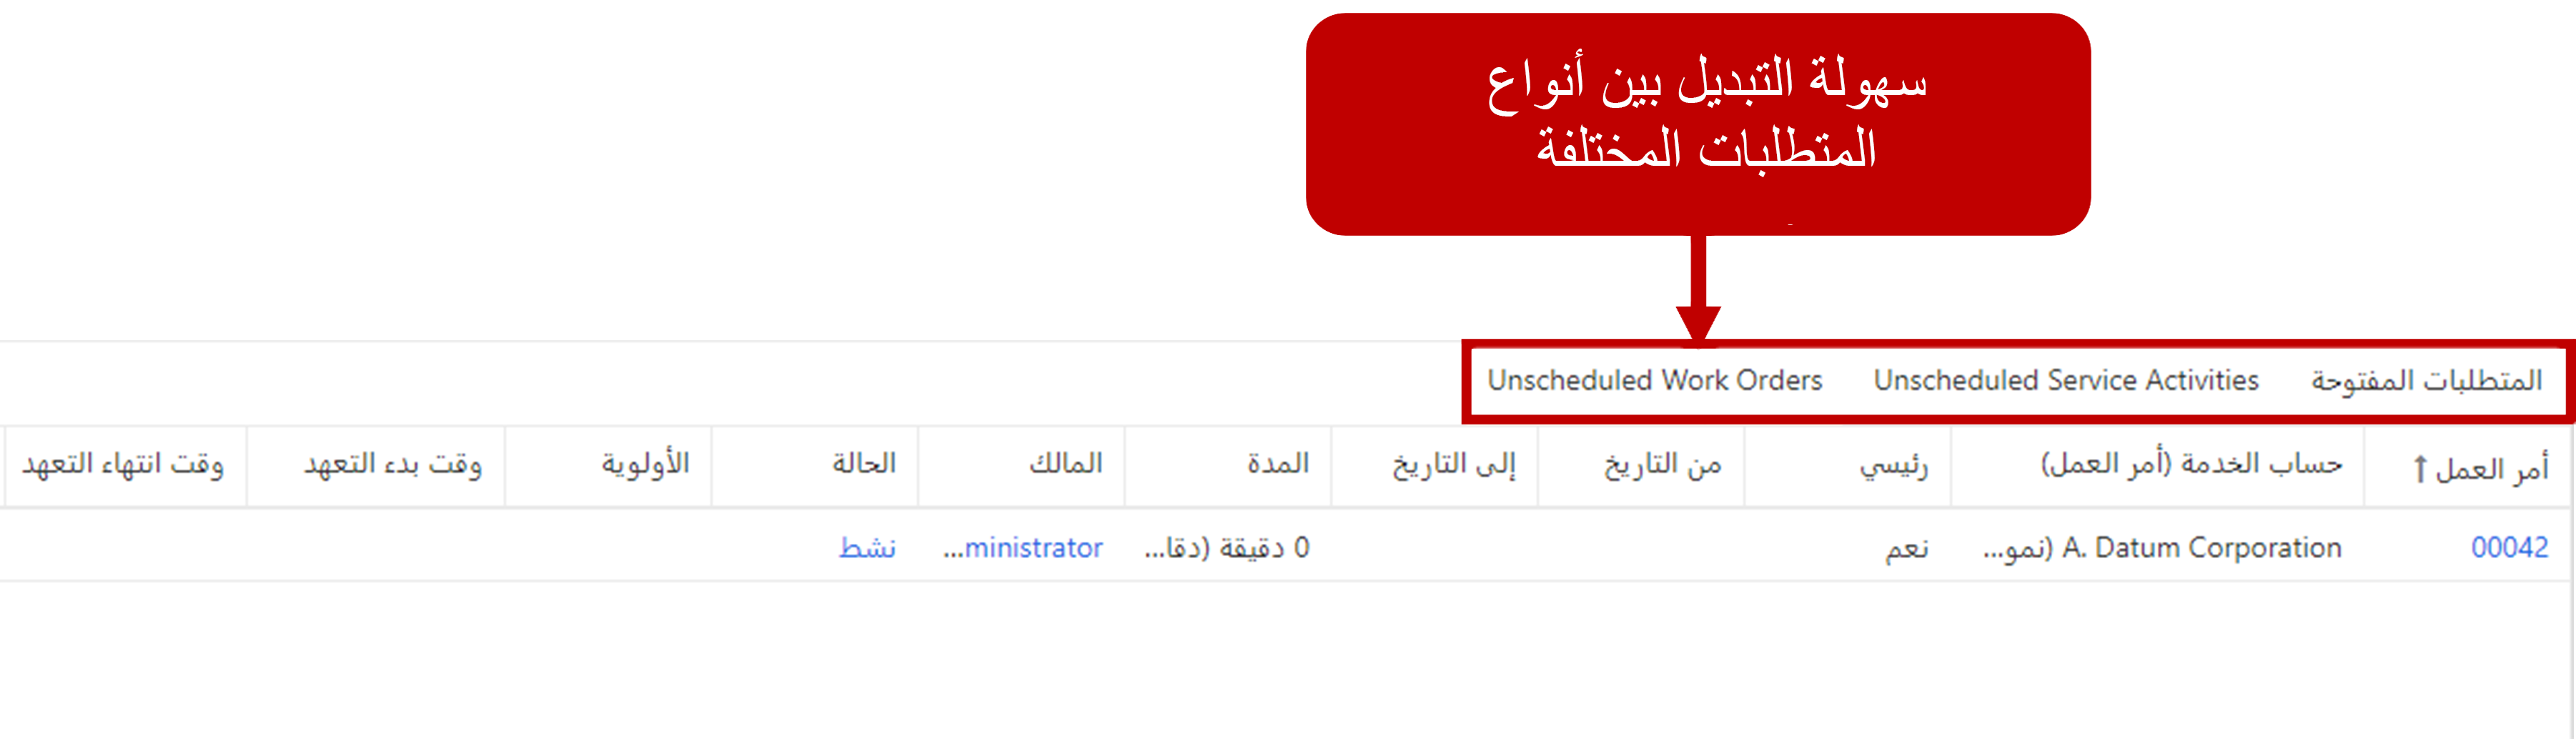 سهولة التبديل بين أنواع
المتطلبات المختلفة
المتطلبات المفتوحة Unscheduled Service Activities Unscheduled Work Orders
أمر العمل ↑ حساب الخدمة (أمر العمل) رئيسي من التاريخ إلى التاريخ المدة المالك الحالة الأولوية وقت بدء التعهد وقت انتهاء التعهد
00042 A. Datum Corporation (نمو... نعم 0 دقيقة (دقا... ministrator... نشط